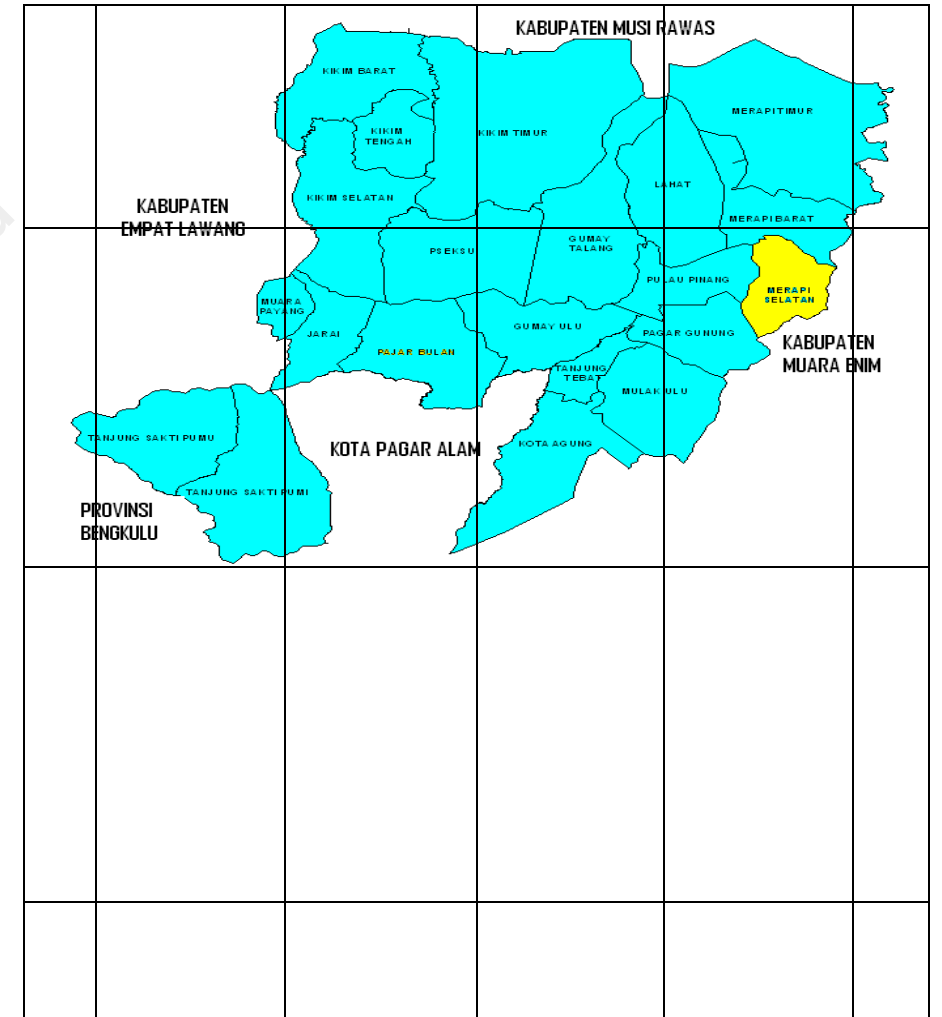 KABUPATEN MUSI RAWAS
KIKIM BARAT
MERAPI TIMUR
KIKIM
TENGAH
KIKIM TIMUR
LAHAT
KIKIM SELATAN
KABUPATEN
EMPAT LAWANG
MERAPI BARAT
PSEKSU
GUMAY
TALANG
PULAU PINANG
MERAPI
SELATAN
MUARA
PAYANG
JARAI
GUMAY ULU
PAGAR GUNUNG
KABUPATEN
MUARA ENIM
PAJAR BULAN
TANJUNG
TEBAT
MULAK ULU
TANJUNG SAKTI PUMU
KOTA PAGAR ALAM
KOTA AGUNG
TANJUNG SAKTI PUMI
PROVINSI
BENGKULU